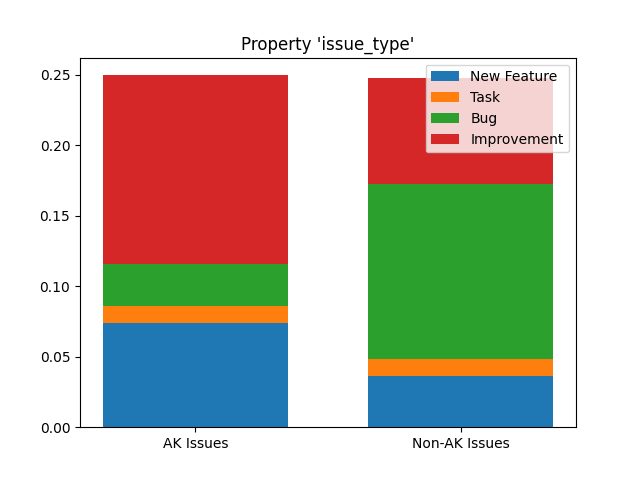 Property 'issue_type'
0.25
0.20
0.15
0.10
0.05
0.00
New Feature
Task
Bug
Improvement
AK Issues
Non-AK Issues